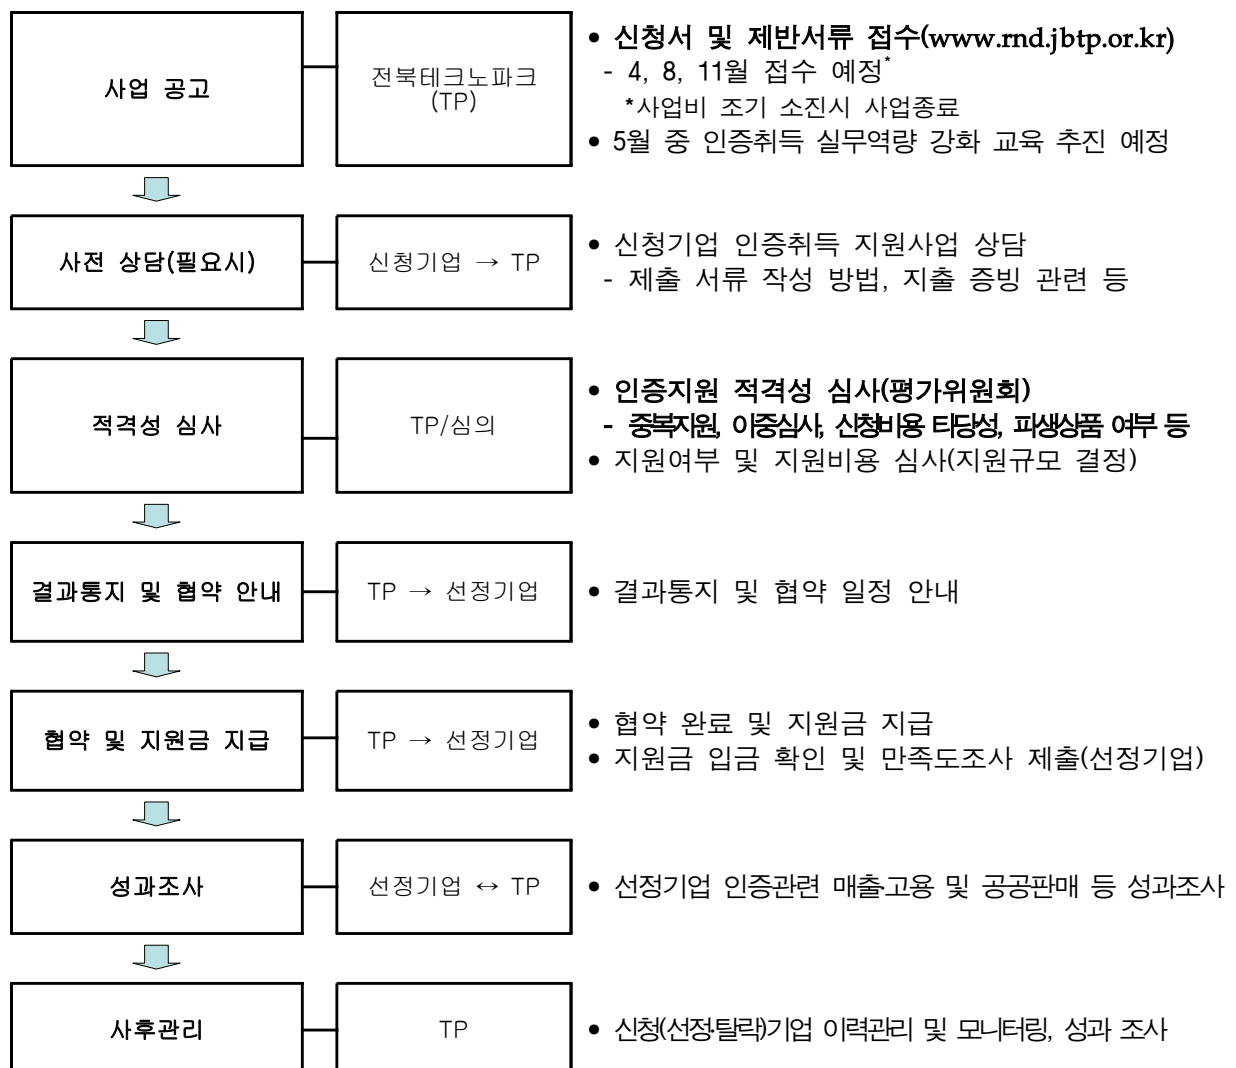 사업 공고
전북테크노파크
(TP)
• 신청서 및 제반서류 접수(www.rnd.jbtp.or.kr)
- 4, 8, 11월 접수 예정*
*사업비 조기 소진시 사업종료
• 5월 중 인증취득 실무역량 강화 교육 추진 예정
사전 상담(필요시)
신청기업 → TP
• 신청기업 인증취득 지원사업 상담
- 제출 서류 작성 방법, 지출 증빙 관련 등
적격성 심사
TP/심의
• 인증지원 적격성 심사(평가위원회)
- 중복지원, 이중심사, 신청비용 타당성, 파생상품 여부 등
• 지원여부 및 지원비용 심사(지원규모 결정)
결과통지 및 협약 안내
TP → 선정기업
• 결과통지 및 협약 일정 안내
협약 및 지원금 지급
TP → 선정기업
• 협약 완료 및 지원금 지급
• 지원금 입금 확인 및 만족도조사 제출(선정기업)
성과조사
선정기업 ↔ TP
• 선정기업 인증관련 매출·고용 및 공공판매 등 성과조사
사후관리
TP
• 신청(선정·탈락)기업 이력관리 및 모니터링, 성과 조사